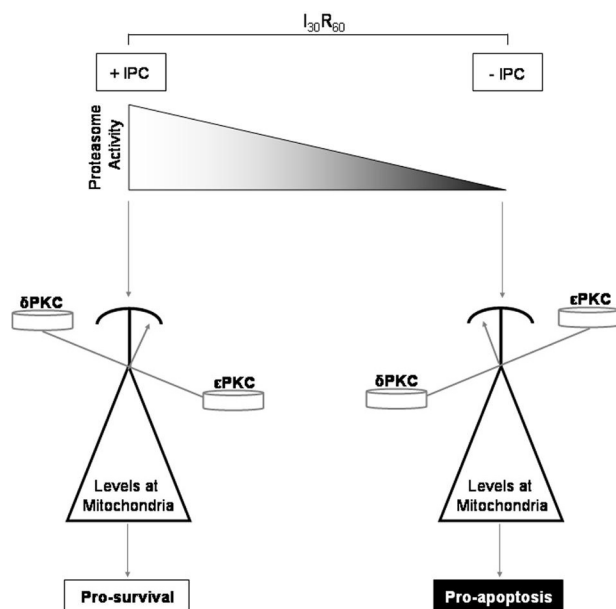 I30R60
+ IPC
- IPC
Proteasome
Activity
δPKC
εPKC
Levels at
Mitochondria
Pro-survival
εPKC
δPKC
Levels at
Mitochondria
Pro-apoptosis